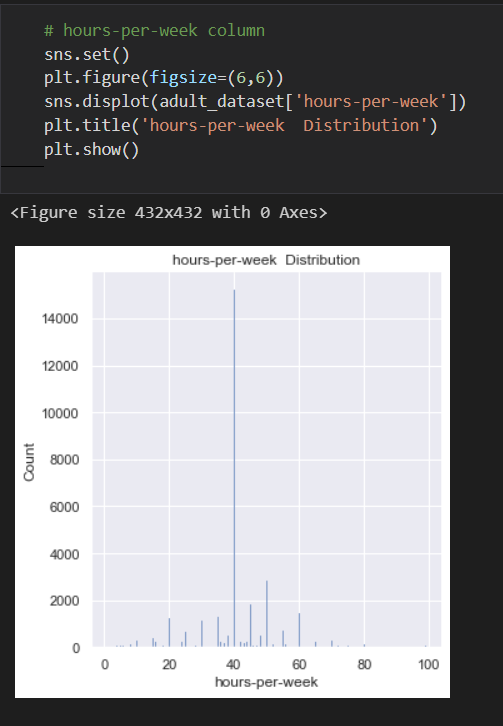 # hours-per-week column
sns.set()
plt.figure(figsize=(6,6))
sns.displot(adult_dataset['hours-per-week'])
plt.title('hours-per-week  Distribution')
plt.show()
<Figure size 432x432 with 0 Axes>
hours-per-week  Distribution
14000
12000
10000
8000
6000
4000
2000
0
Count
0 20 40 60 80 100
hours-per-week